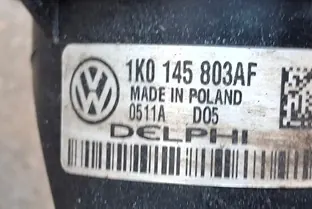 1K0 145 803AF
MADE IN POLAND
0511A D05
DELPHI